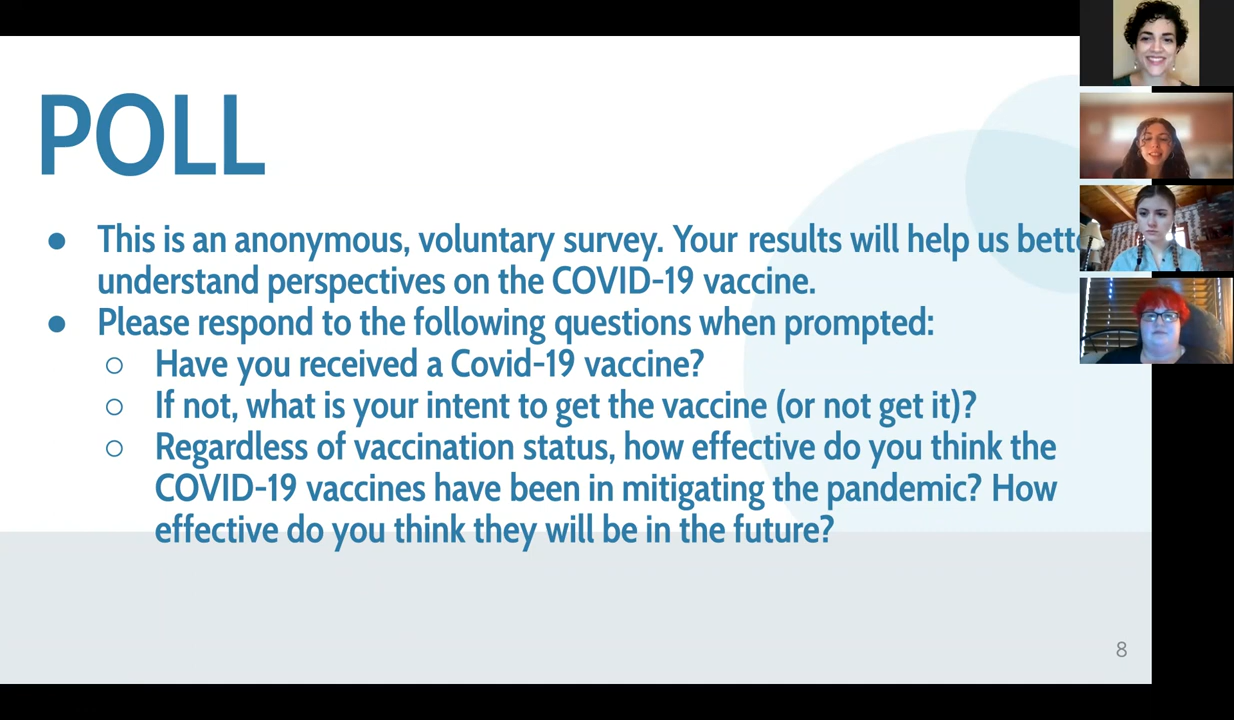 POLL
● This is an anonymous, voluntary survey. Your results will help us
understand perspectives on the COVID-19 vaccine.
● Please respond to the following questions when prompted:
○ Have you received a Covid-19 vaccine?
○ If not, what is your intent to get the vaccine (or not get it)?
○ Regardless of vaccination status, how effective do you think the
COVID-19 vaccines have been in mitigating the pandemic? How
effective do you think they will be in the future?
8